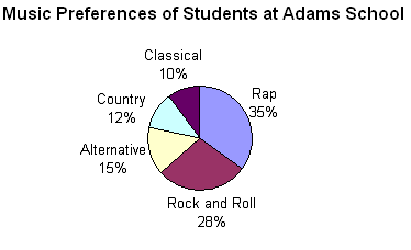 Music Preferences of Students at Adams School
Classical
10%
Rap
35%
Country
12%
Alternative
15%
Rock and Roll
28%